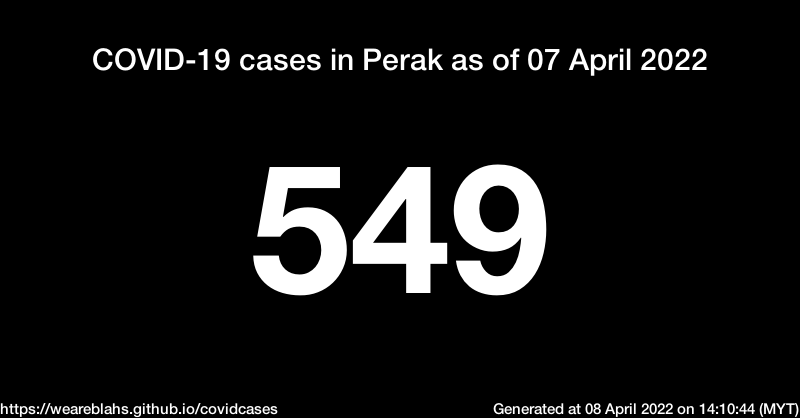 COVID-19 cases in Perak as of 07 April 2022
549
https://weareblahs.github.io/covidcases
Generated at 08 April 2022 on 14:10:44 (MYT)